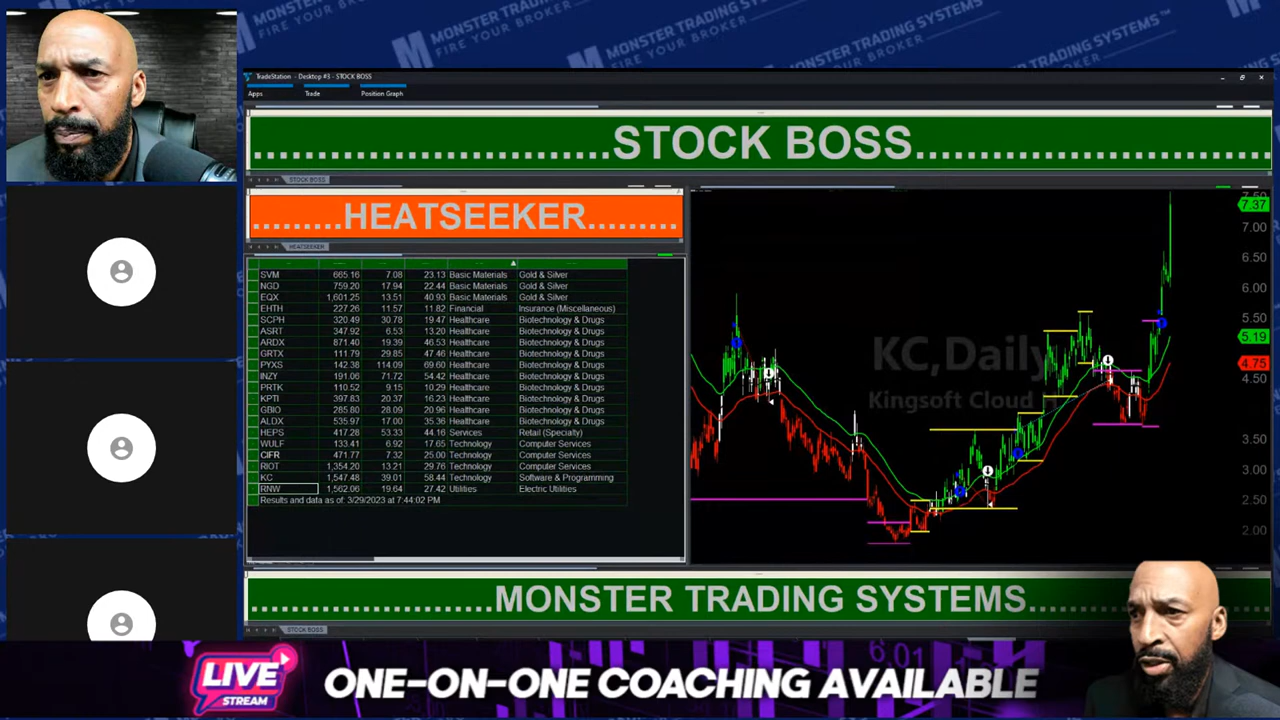 MONSTER TRADING SYSTEMS
FIRE YOUR BROKER
MONSTER TRADING SYSTEMS™
FIRE YOUR BROKER
TradeStation - Desktop #3 - STOCK BOSS
Apps Trade Position Graph
STOCK BOSS
STOCK BOSS
HEATSEEKER
HEATSEEKER
SVM 665.16 7.08 23.13 Basic Materials Gold & Silver
NGD 759.20 17.94 22.44 Basic Materials Gold & Silver
EQX 1,601.25 13.51 40.93 Basic Materials Gold & Silver
EHTH 227.26 11.57 11.82 Financial Insurance (Miscellaneous)
SCPH 320.49 30.78 19.47 Healthcare Biotechnology & Drugs
ASRT 347.92 6.53 13.20 Healthcare Biotechnology & Drugs
ARDX 871.40 19.39 46.53 Healthcare Biotechnology & Drugs
GRTX 111.79 29.85 47.46 Healthcare Biotechnology & Drugs
PYXS 142.38 114.09 69.60 Healthcare Biotechnology & Drugs
INZY 191.06 71.72 54.42 Healthcare Biotechnology & Drugs
PRTK 110.52 9.15 10.29 Healthcare Biotechnology & Drugs
KPTI 397.83 20.37 16.23 Healthcare Biotechnology & Drugs
GBIO 285.80 28.09 20.96 Healthcare Biotechnology & Drugs
ALDX 535.97 17.00 35.36 Healthcare Biotechnology & Drugs
HEPS 417.28 53.33 44.16 Services Retail (Specialty)
WULF 133.41 6.92 17.65 Technology Computer Services
CIFR 471.77 7.32 25.00 Technology Computer Services
RIOT 1,354.20 13.21 29.76 Technology Computer Services
KC 1,547.48 39.01 58.44 Technology Software & Programming
RNW 1,562.06 19.64 27.42 Utilities Electric Utilities
Results and data as of: 3/29/2023 at 7:44:02 PM
KC,Daily
Kingsoft Cloud H
7.50
7.37
7.00
6.50
6.00
5.50
5.19
4.75
4.50
3.50
3.00
2.50
2.00
MONSTER TRADING SYSTEMS
STOCK BOSS
LIVE
STREAM
ONE-ON-ONE COACHING AVAILABLE